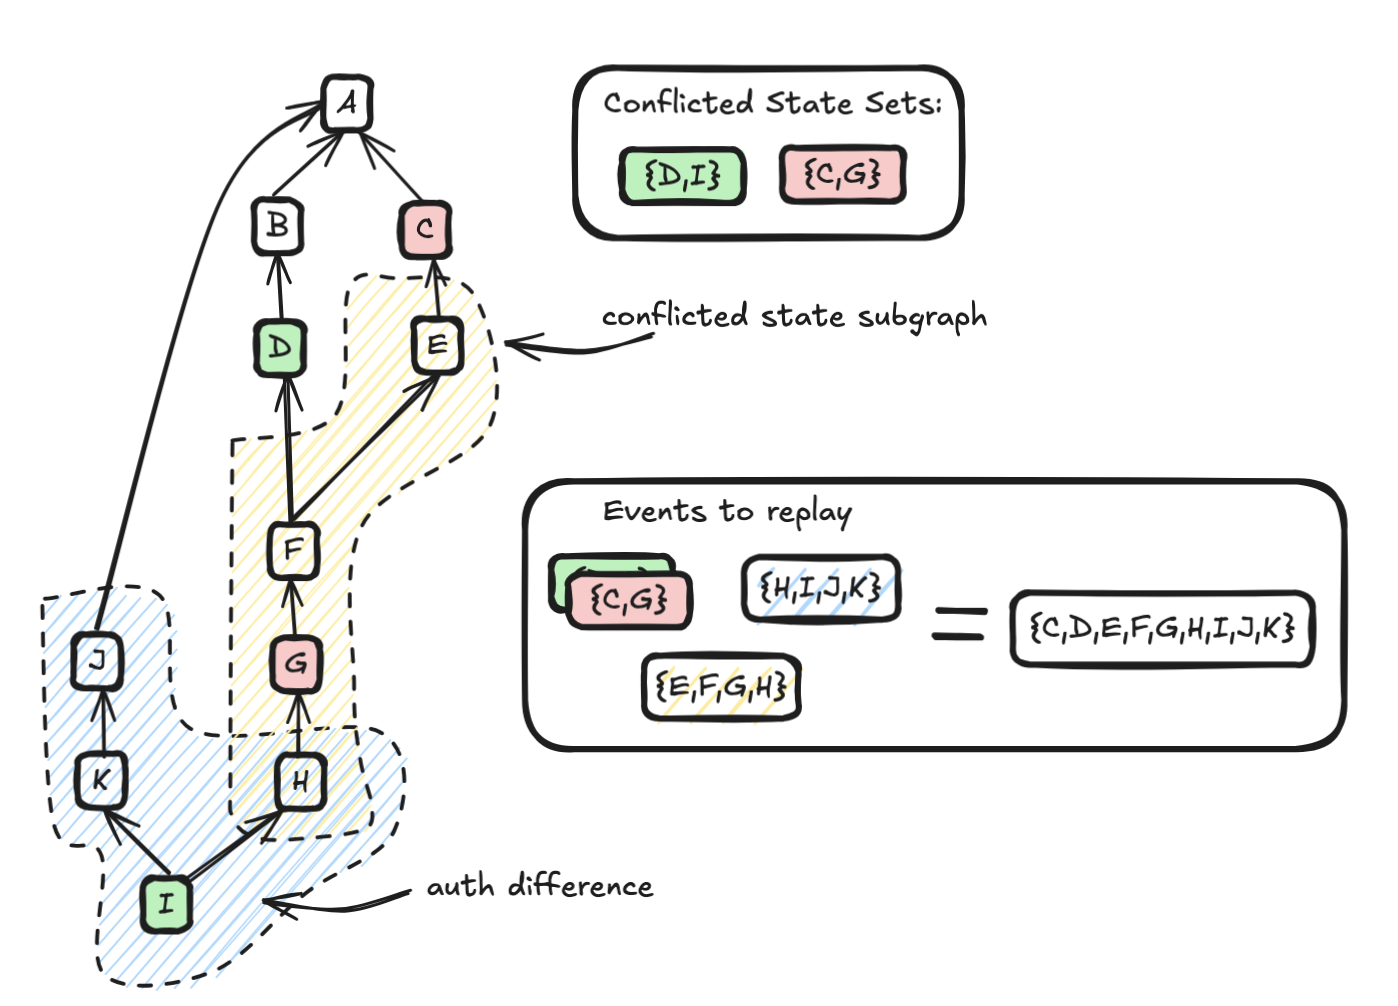 A
Conflicted State Sets:
{D,I} {C,G}
B
C
conflicted state subgraph
D
E
Events to replay
F
{C,G}
{H,I,J,K}
=
{C,D,E,F,G,H,I,J,K}
J
G
{E,F,G,H}
K
H
auth difference
I